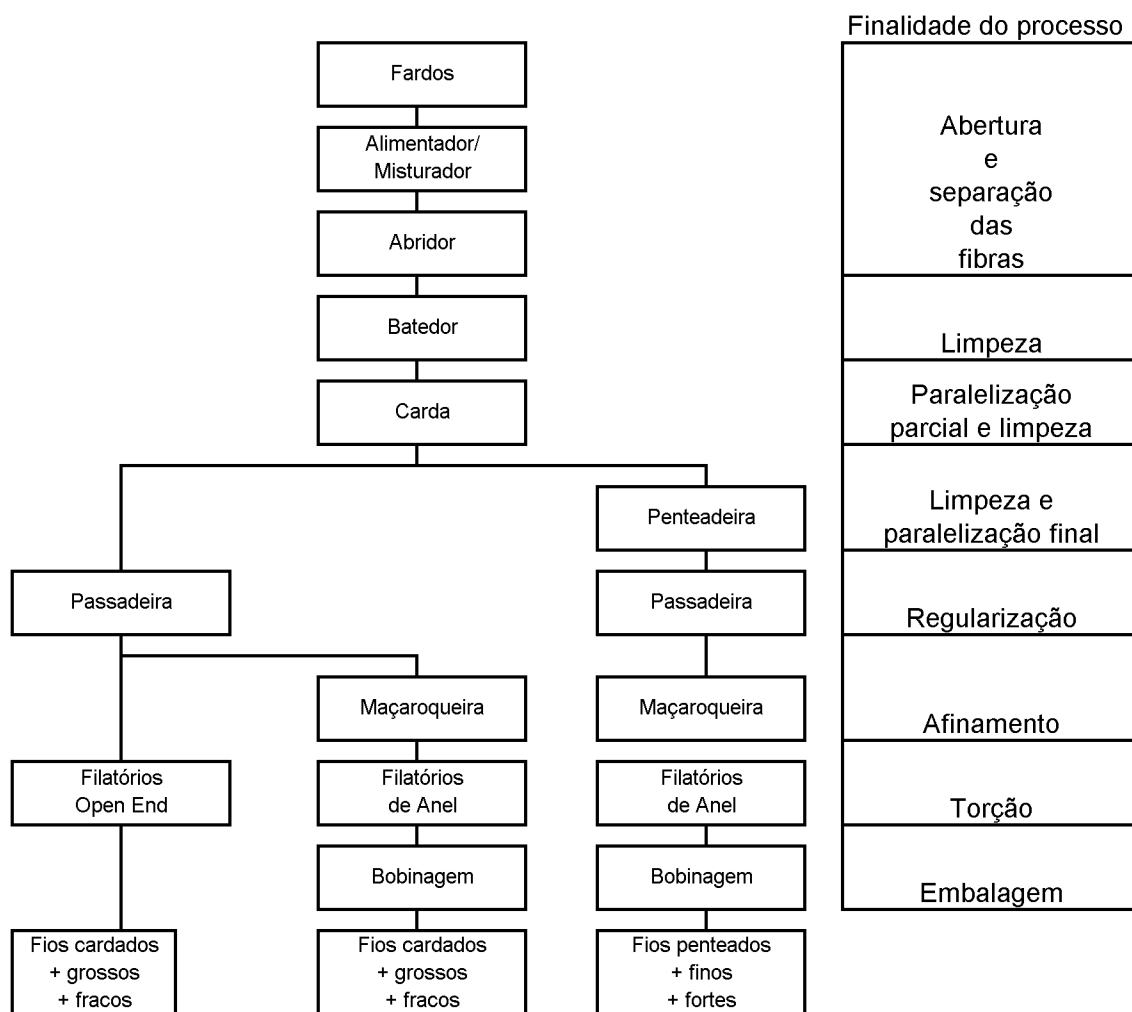 Finalidade do processo
Fardos
Alimentador/
Misturador
Abridor
Batedor
Carda
Penteadeira
Passadeira
Passadeira
Maçaroqueira
Maçaroqueira
Filatórios
Open End
Filatórios
de Anel
Filatórios
de Anel
Bobinagem
Bobinagem
Fios cardados
+ grossos
+ fracos
Fios cardados
+ grossos
+ fracos
Fios penteados
+ finos
+ fortes
Abertura
e
separação
das
fibras
Limpeza
Paralelização
parcial e limpeza
Limpeza e
paralelização final
Regularização
Afinamento
Torção
Embalagem